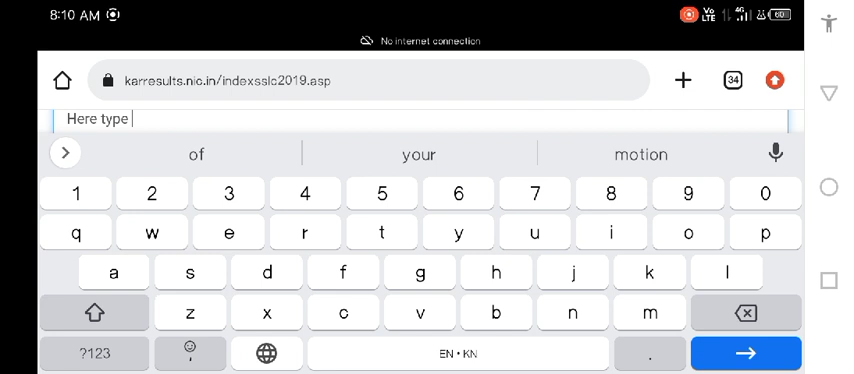 8:10 AM
Vo LTE 4G 60
No internet connection
karresults.nic.in/indexsslc2019.asp
34
Here type
of your motion
1 2 3 4 5 6 7 8 9 0
q w e r t y u i o p
a s d f g h j k l
z x c v b n m
?123 , EN • KN .